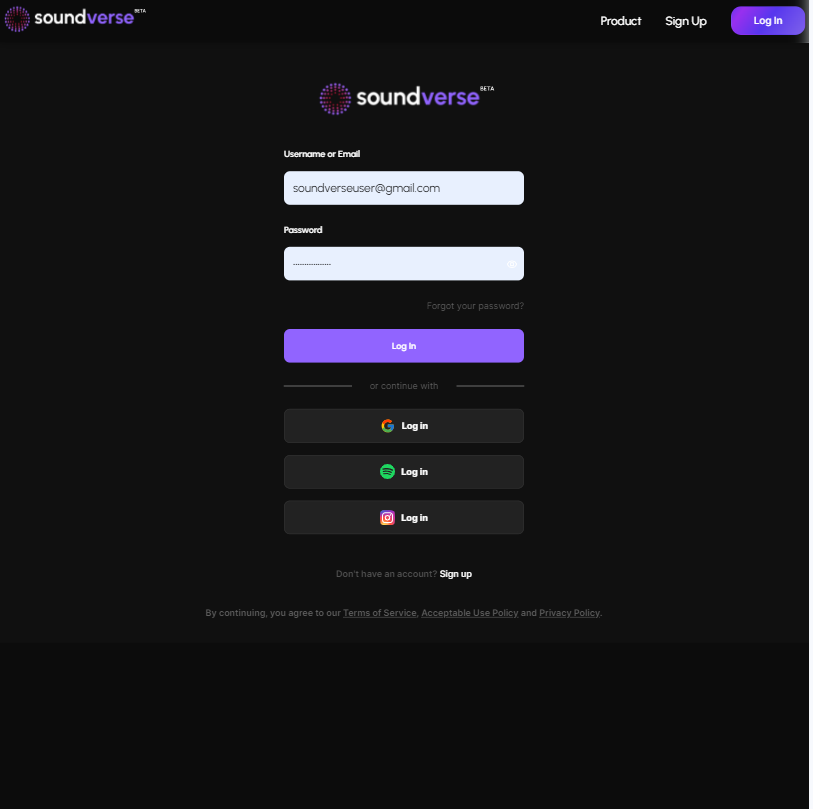 soundverse BETA
Product
Sign Up
Log In
soundverse BETA
Username or Email
soundverseuser@gmail.com
Password
Forgot your password?
Log In
or continue with
Log in
Log in
Log in
Don't have an account? Sign up
By continuing, you agree to our Terms of Service, Acceptable Use Policy and Privacy Policy.